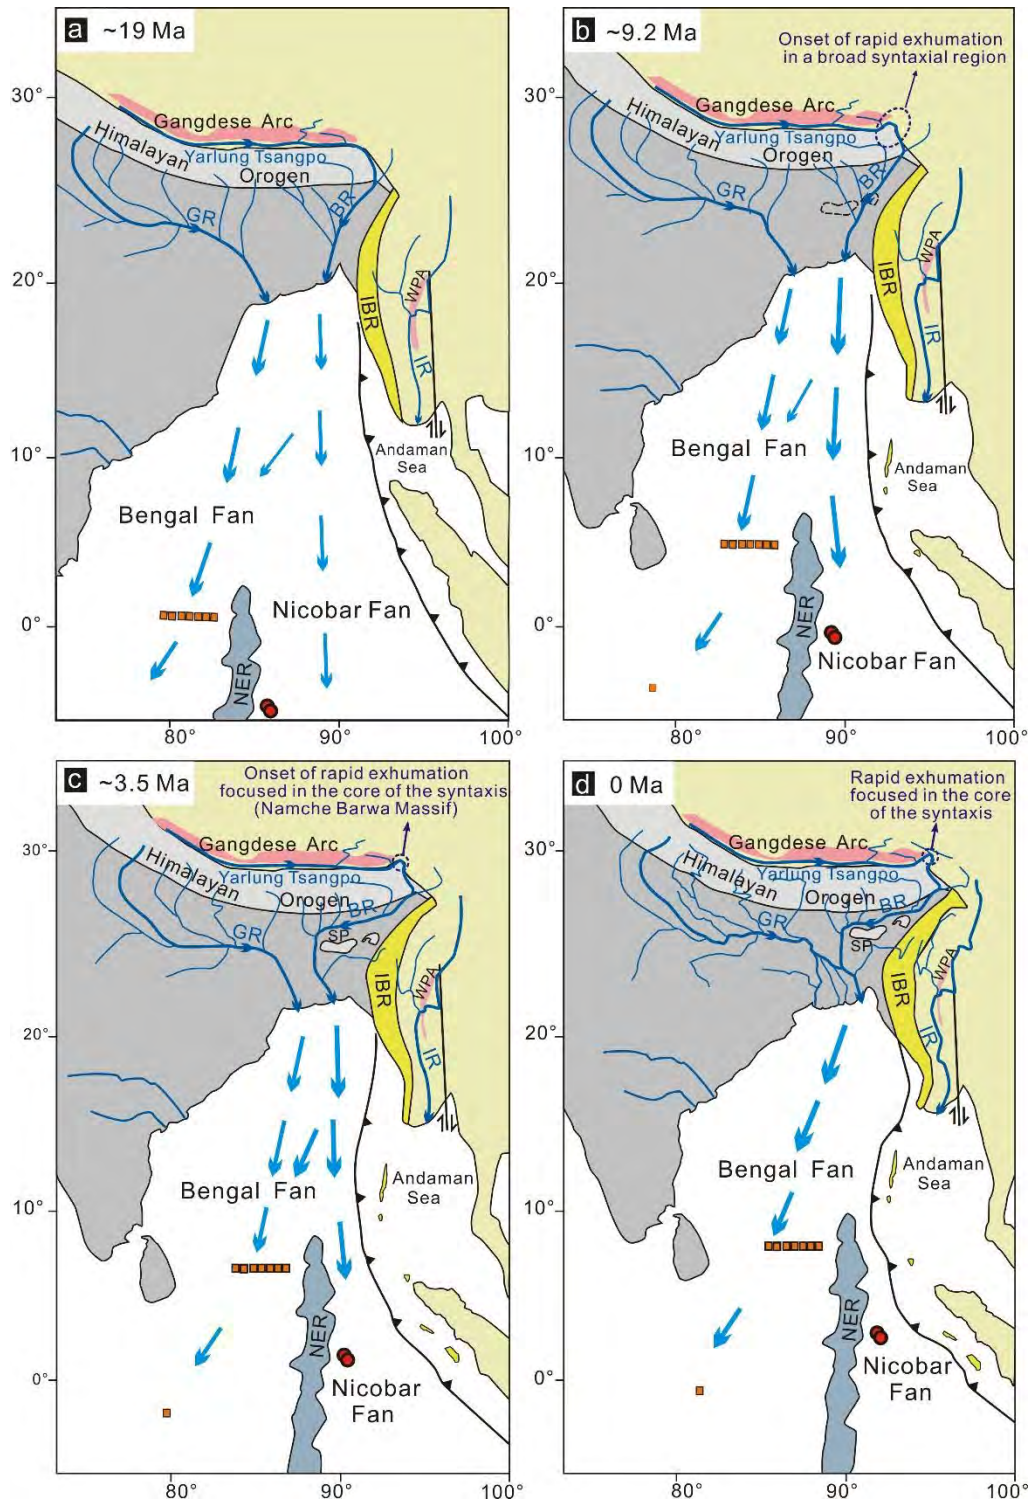 a ~19 Ma
30°
20°
10°
0°
Gangdese Arc
Himalayan
Yarlung Tsangpo
Orogen
GR
BR
IBR
WPA
IR
Andaman
Sea
Bengal Fan
Nicobar Fan
NER
80°
90°
100°
b ~9.2 Ma
Onset of rapid exhumation
in a broad syntaxial region
30°
20°
10°
0°
Gangdese Arc
Himalayan
Yarlung Tsangpo
Orogen
GR
BR
IBR
WPA
IR
Bengal Fan
Andaman
Sea
NER
Nicobar Fan
80°
90°
100°
c ~3.5 Ma
Onset of rapid exhumation
focused in the core of the syntaxis
(Namche Barwa Massif)
30°
20°
10°
0°
Gangdese Arc
Himalayan
Yarlung Tsangpo
Orogen
GR
BR
SP
IBR
WPA
IR
Bengal Fan
Andaman
Sea
NER
Nicobar
Fan
80°
90°
100°
d 0 Ma
Rapid exhumation
focused in the core
of the syntaxis
30°
20°
10°
0°
Gangdese Arc
Himalayan
Yarlung Tsangpo
Orogen
GR
BR
SP
IBR
WPA
IR
Bengal Fan
Andaman
Sea
NER
Nicobar
Fan
80°
90°
100°